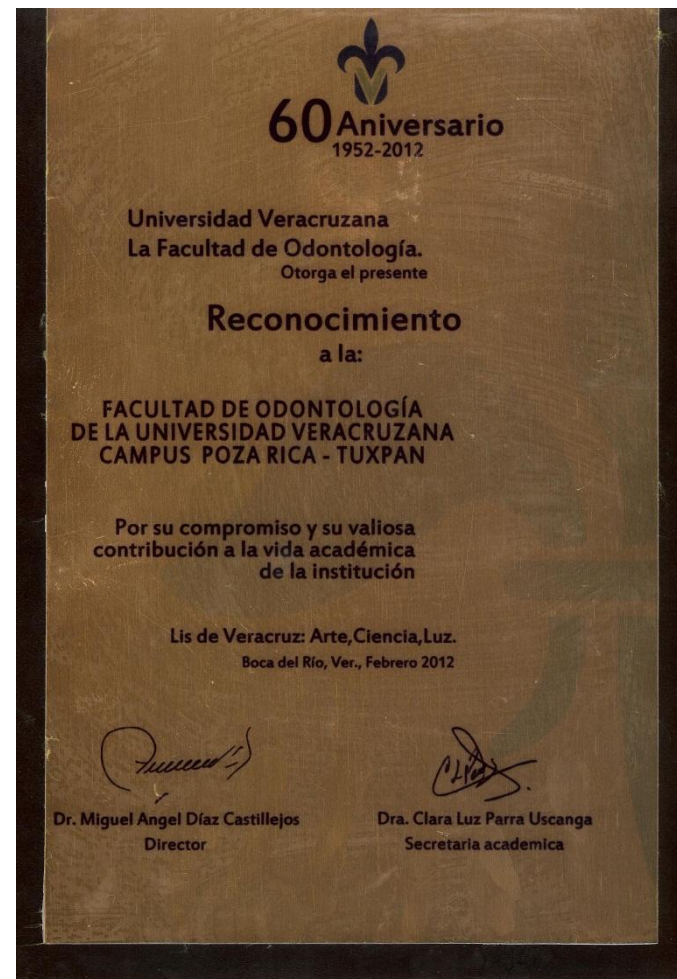 60 Aniversario
1952-2012
Universidad Veracruzana
La Facultad de Odontología.
Otorga el presente
Reconocimiento
a la:
FACULTAD DE ODONTOLOGÍA
DE LA UNIVERSIDAD VERACRUZANA
CAMPUS POZA RICA - TUXPAN
Por su compromiso y su valiosa
contribución a la vida académica
de la institución
Lis de Veracruz: Arte,Ciencia,Luz.
Boca del Río, Ver., Febrero 2012
Dr. Miguel Angel Díaz Castillejos
Director
Dra. Clara Luz Parra Uscanga
Secretaria academica